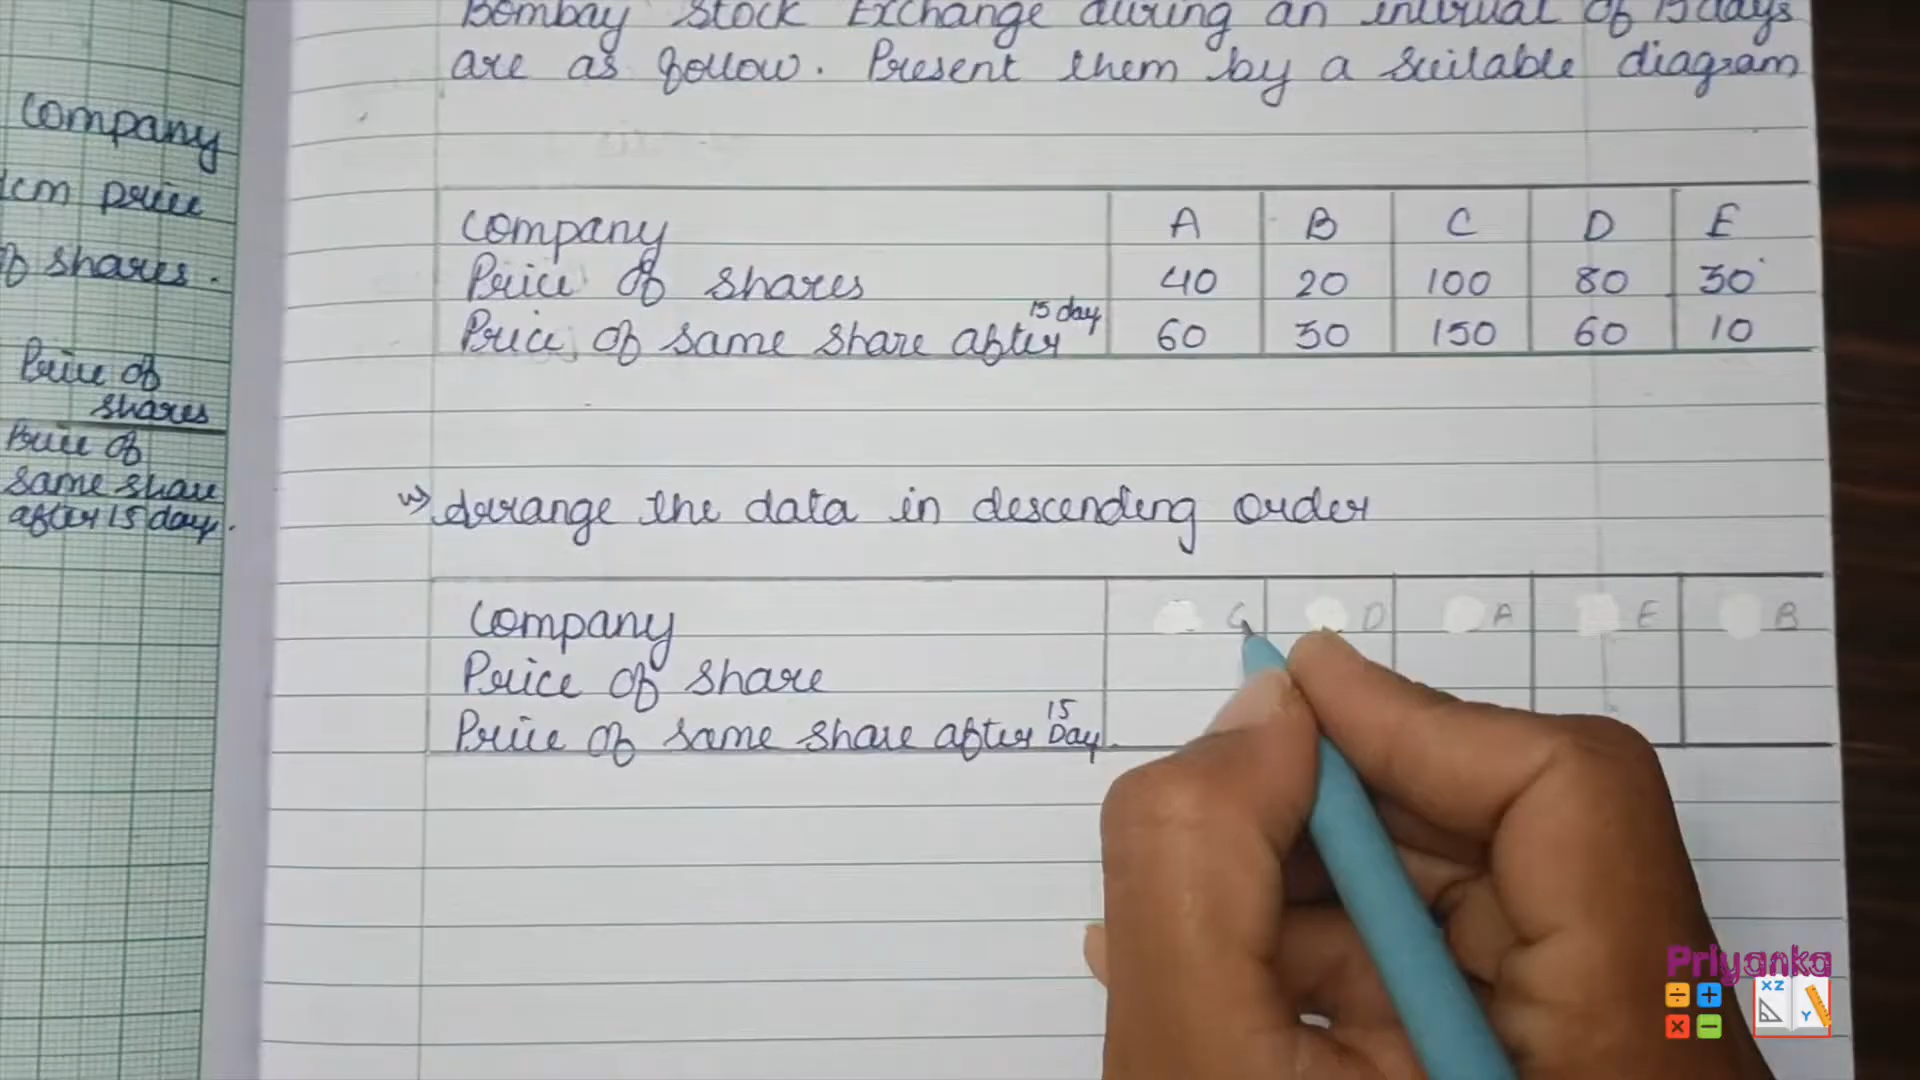 Company
1cm price
of shares.
Price of
shares
Price of
same share
after 15 day.
Bombay Stock Exchange during an interval of 15 days
are as follow. Present them by a suitable diagram
Company A B C D E
Price of shares 40 20 100 80 30
Price of same share after 15 day 60 30 150 60 10
Arrange the data in descending order
Company C D A E B
Price of share
Price of same share after 15 Day.
Priyanka
÷ + XZ
× − Y